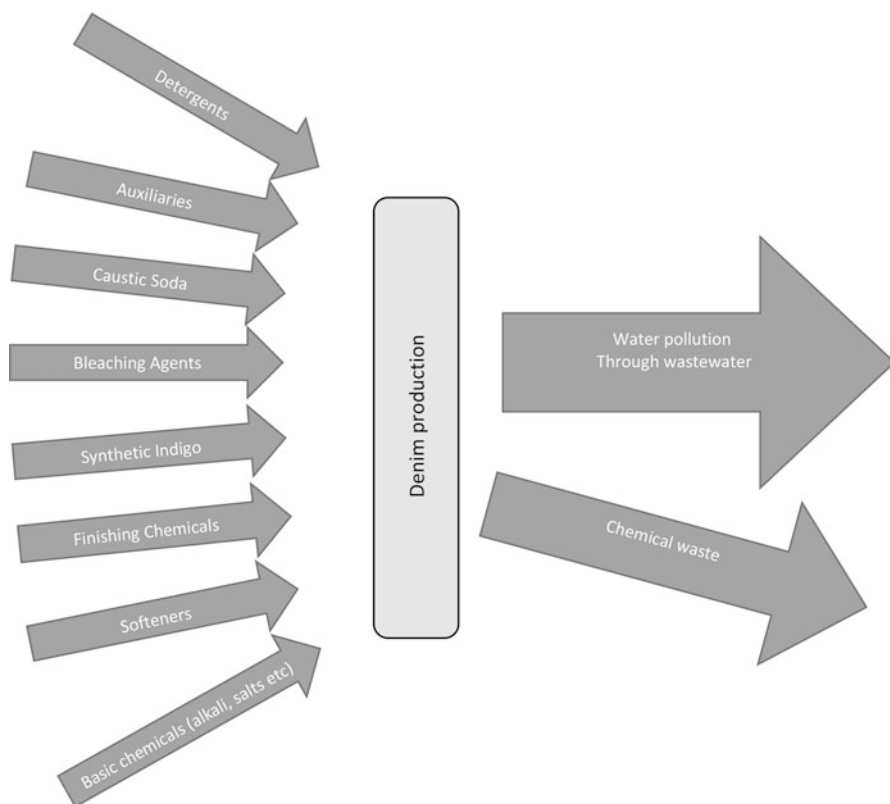 Detergents
Auxiliaries
Caustic Soda
Bleaching Agents
Synthetic Indigo
Finishing Chemicals
Softeners
Basic chemicals (alkali, salts etc)
Denim production
Water pollution
Through wastewater
Chemical waste